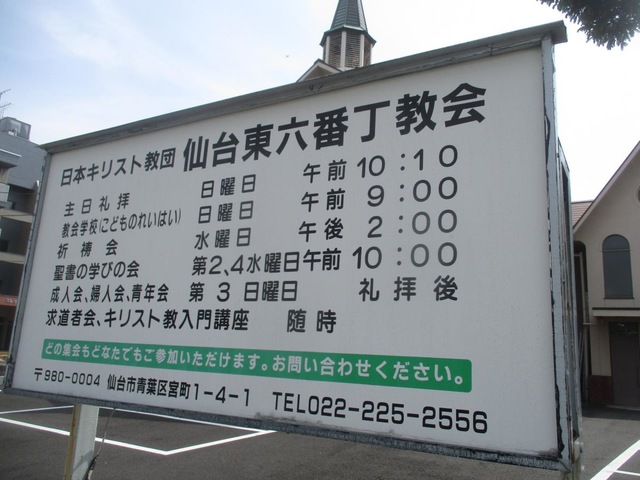 日本キリスト教団 仙台東六番丁教会
主日礼拝 日曜日 午前10:10
教会学校(こどものれいはい) 日曜日 午前9:00
祈祷会 水曜日 午後2:00
聖書の学びの会 第2、4水曜日午前10:00
成人会、婦人会、青年会 第3日曜日 礼拝後
求道者会、キリスト教入門講座 随時
どの集会もどなたでもご参加いただけます。お問い合わせください。
〒980-0004 仙台市青葉区宮町1-4-1 TEL022-225-2556